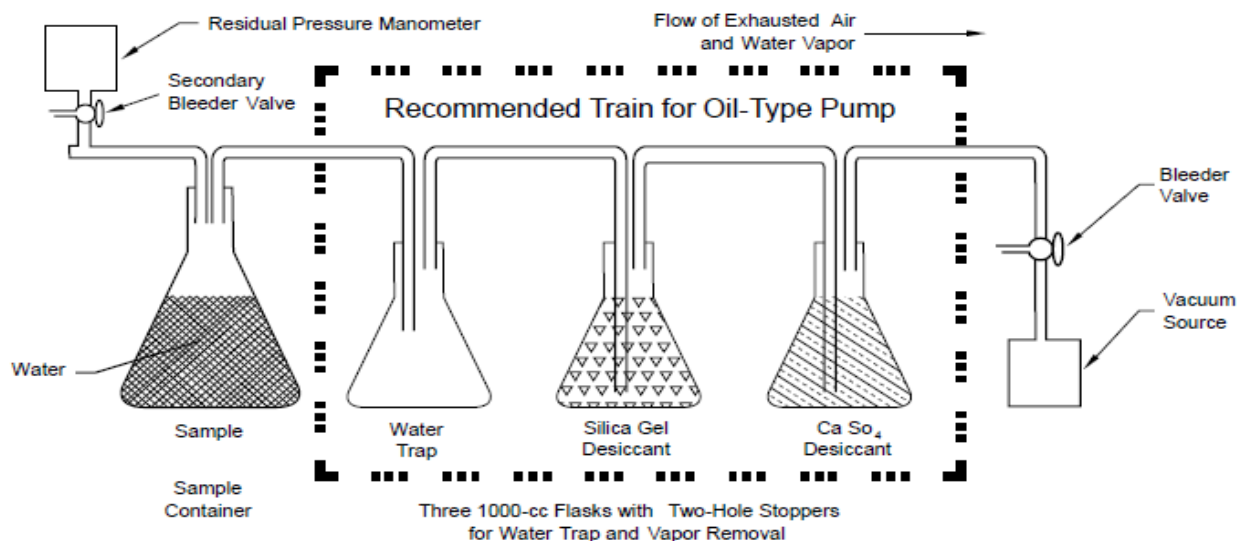 Residual Pressure Manometer
Flow of Exhausted Air
and Water Vapor
Secondary
Bleeder Valve
Recommended Train for Oil-Type Pump
Bleeder
Valve
Vacuum
Source
Water
Sample
Water
Trap
Silica Gel
Desiccant
Ca So4
Desiccant
Sample
Container
Three 1000-cc Flasks with Two-Hole Stoppers
for Water Trap and Vapor Removal